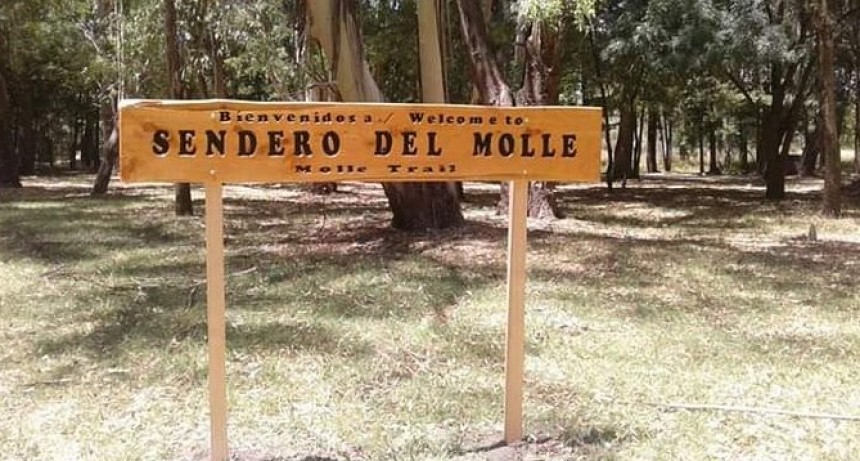 Bienvenidos a / Welcome to
SENDERO DEL MOLLE
Molle Trail